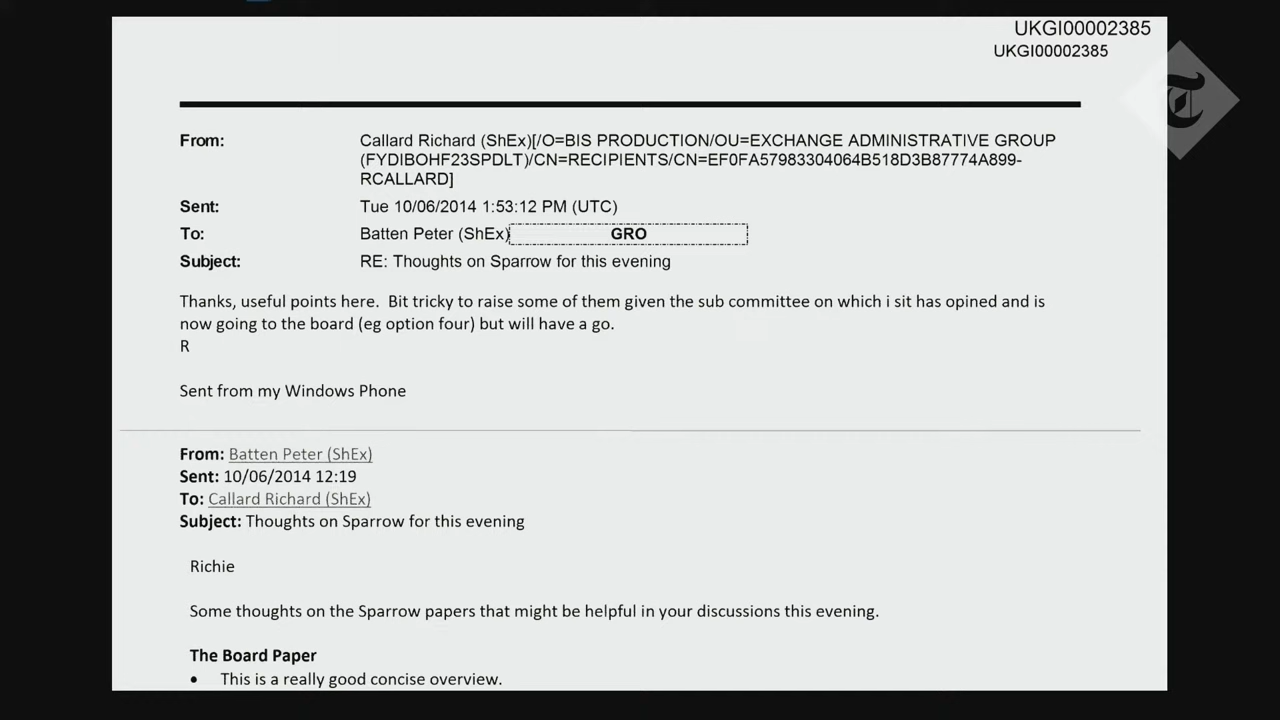 UKGI00002385
UKGI00002385
From: Callard Richard (ShEx)[/O=BIS PRODUCTION/OU=EXCHANGE ADMINISTRATIVE GROUP
(FYDIBOHF23SPDLT)/CN=RECIPIENTS/CN=EF0FA57983304064B518D3B87774A899-
RCALLARD]
Sent: Tue 10/06/2014 1:53:12 PM (UTC)
To: Batten Peter (ShEx) GRO
Subject: RE: Thoughts on Sparrow for this evening
Thanks, useful points here.  Bit tricky to raise some of them given the sub committee on which i sit has opined and is
now going to the board (eg option four) but will have a go.
R
Sent from my Windows Phone
From: Batten Peter (ShEx)
Sent: 10/06/2014 12:19
To: Callard Richard (ShEx)
Subject: Thoughts on Sparrow for this evening
Richie
Some thoughts on the Sparrow papers that might be helpful in your discussions this evening.
The Board Paper
• This is a really good concise overview.
T